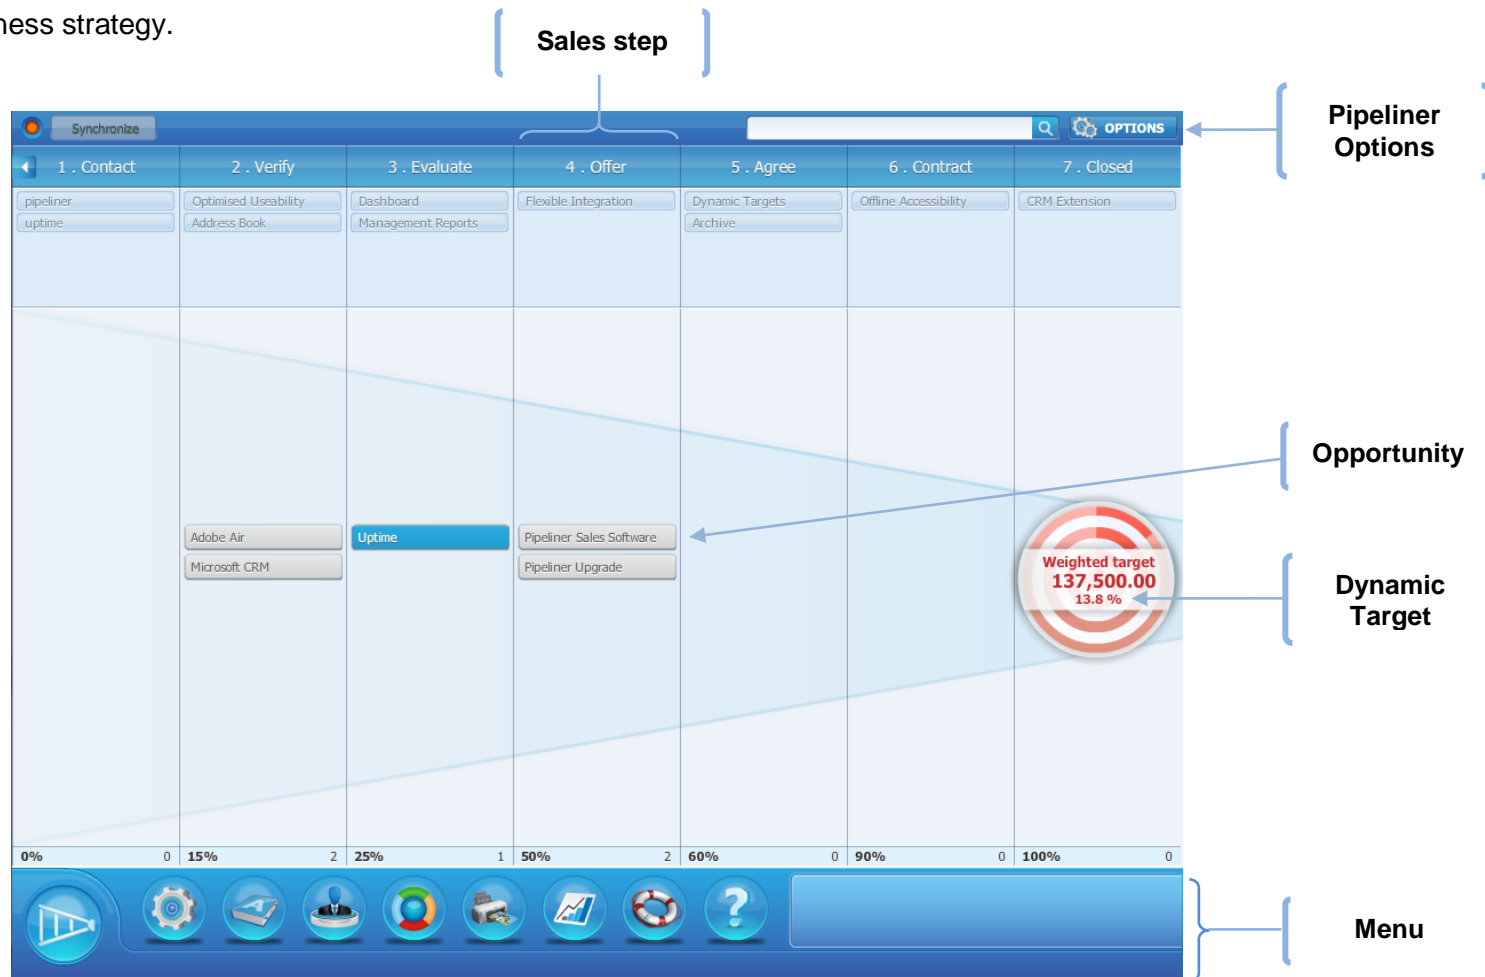 ness strategy.
Sales step
Pipeliner
Options
Synchronize
OPTIONS
1 . Contact
2 . Verify
3 . Evaluate
4 . Offer
5 . Agree
6 . Contract
7 . Closed
pipeliner
Optimised Useability
Dashboard
Flexible Integration
Dynamic Targets
Offline Accessibility
CRM Extension
uptime
Address Book
Management Reports
Archive
Opportunity
Adobe Air
Uptime
Pipeliner Sales Software
Microsoft CRM
Pipeliner Upgrade
Weighted target
137,500.00
13.8 %
Dynamic
Target
0% 0
15% 2
25% 1
50% 2
60% 0
90% 0
100% 0
A
?
Menu